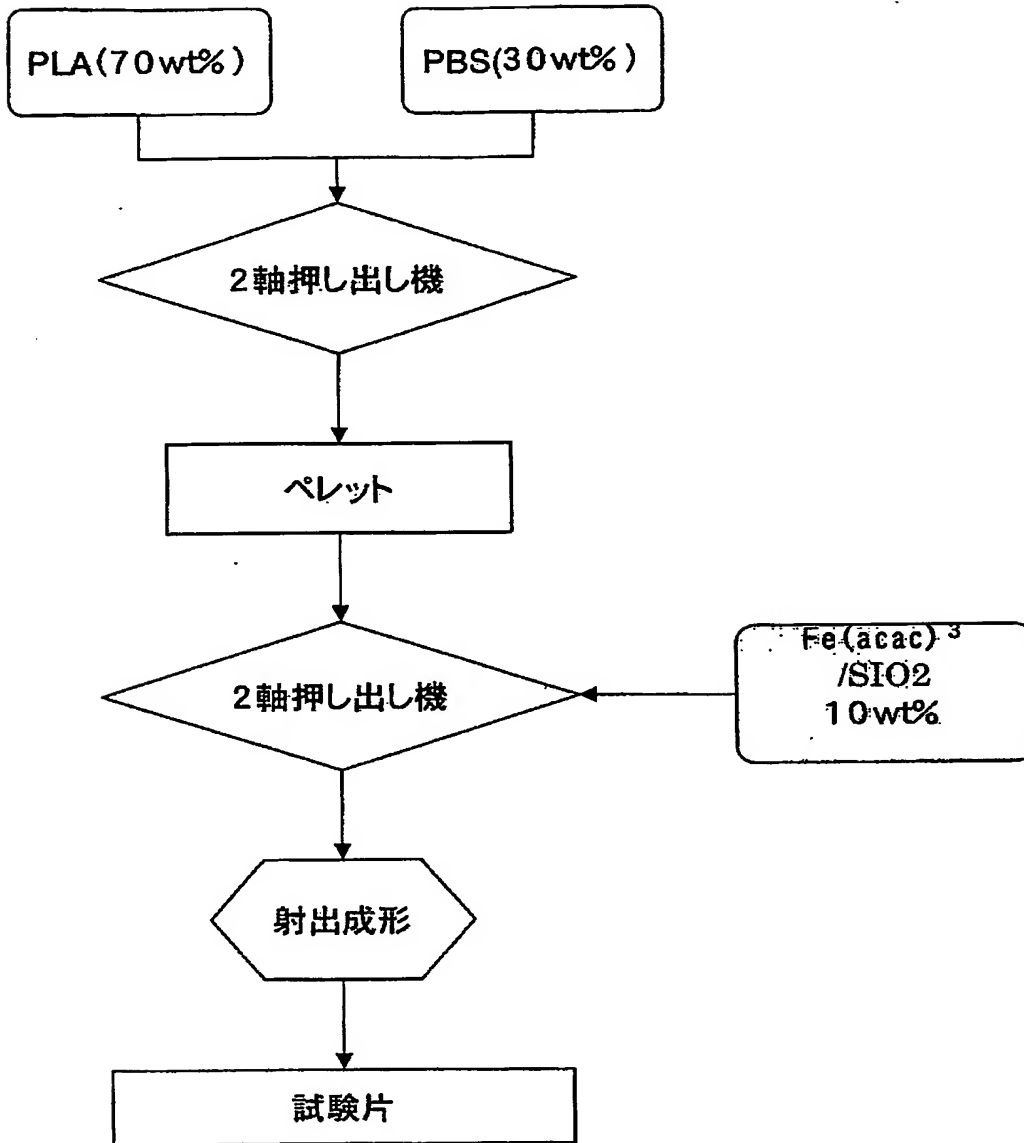 PLA(70wt%)
PBS(30wt%)
2軸押し出し機
ペレット
2軸押し出し機
Fe(acac)³
/SIO2
10wt%
射出成形
試験片